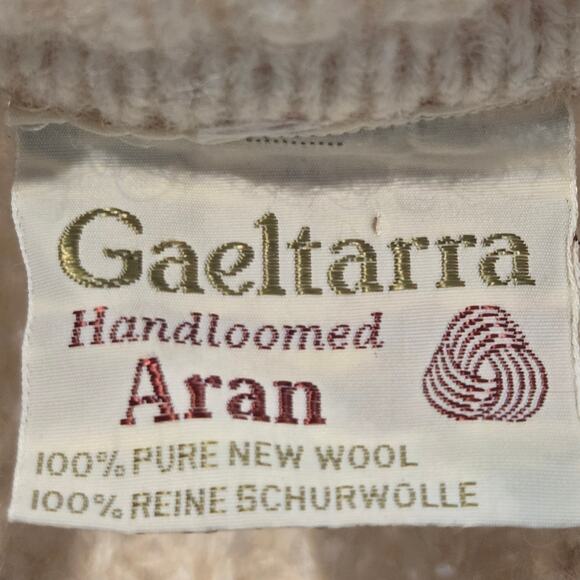 Gaeltarra
Handloomed
Aran
100% PURE NEW WOOL
100% REINE SCHURWOLLE